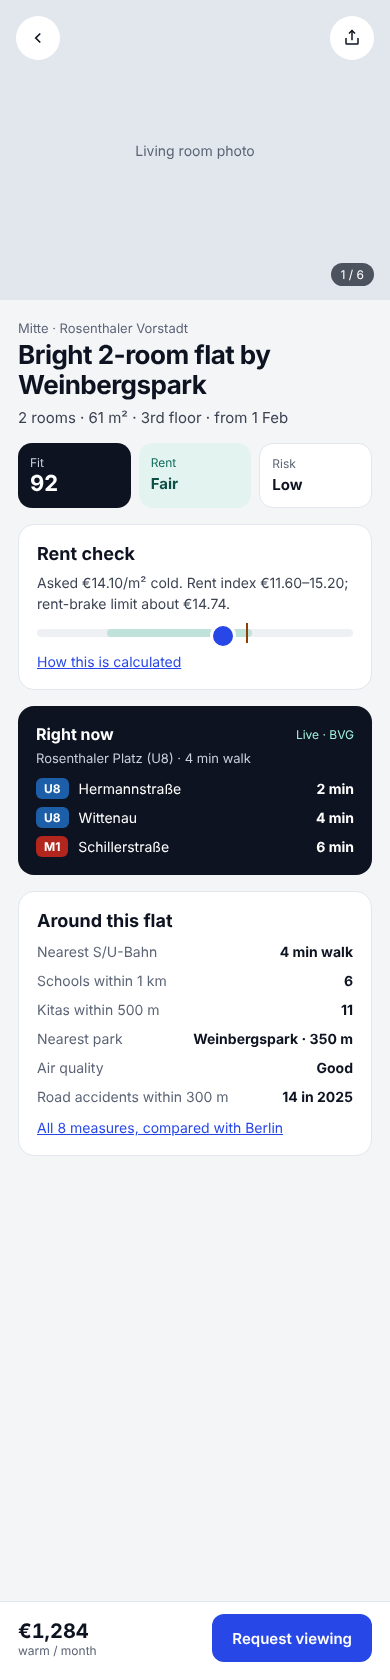 Living room photo
1 / 6
Mitte · Rosenthaler Vorstadt
Bright 2-room flat by
Weinbergspark
2 rooms · 61 m² · 3rd floor · from 1 Feb
Fit
92
Rent
Fair
Risk
Low
Rent check
Asked €14.10/m² cold. Rent index €11.60–15.20;
rent-brake limit about €14.74.
How this is calculated
Right now
Live · BVG
Rosenthaler Platz (U8) · 4 min walk
U8 Hermannstraße 2 min
U8 Wittenau 4 min
M1 Schillerstraße 6 min
Around this flat
Nearest S/U-Bahn 4 min walk
Schools within 1 km 6
Kitas within 500 m 11
Nearest park Weinbergspark · 350 m
Air quality Good
Road accidents within 300 m 14 in 2025
All 8 measures, compared with Berlin
€1,284
warm / month
Request viewing